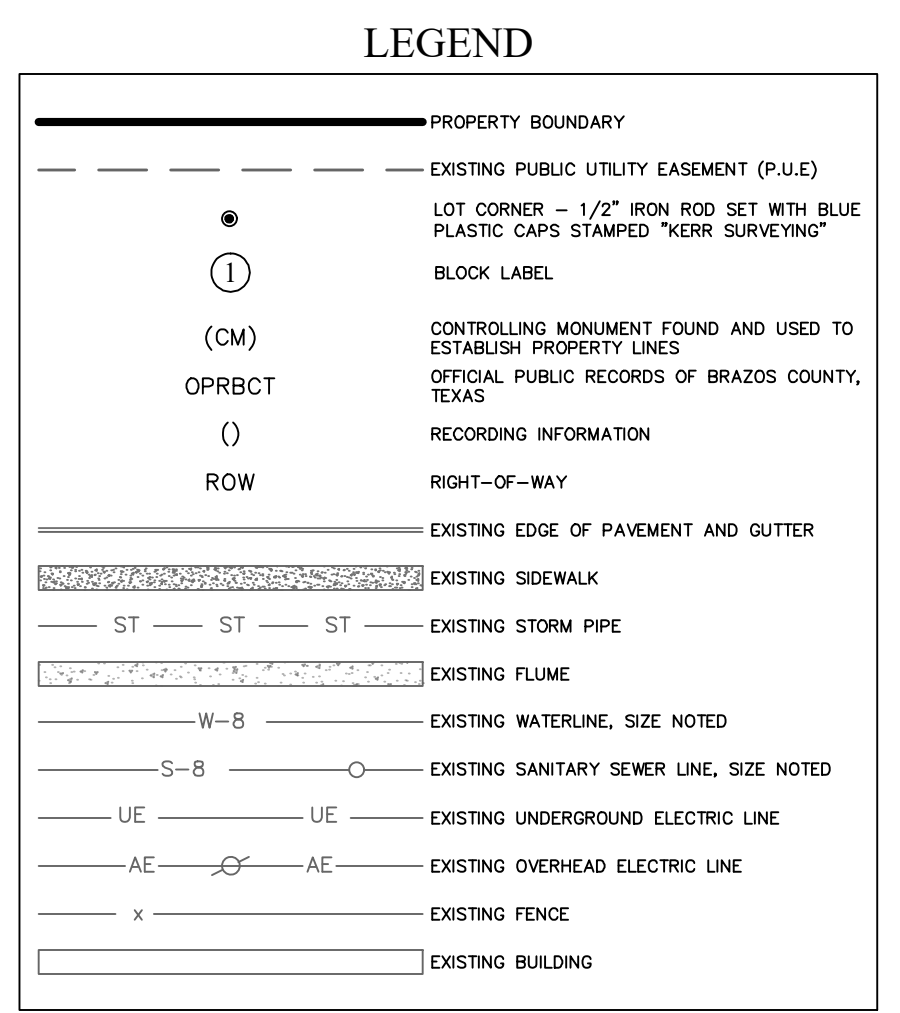 LEGEND
PROPERTY BOUNDARY
EXISTING PUBLIC UTILITY EASEMENT (P.U.E)
LOT CORNER – 1/2" IRON ROD SET WITH BLUE
PLASTIC CAPS STAMPED "KERR SURVEYING"
1 BLOCK LABEL
(CM) CONTROLLING MONUMENT FOUND AND USED TO
ESTABLISH PROPERTY LINES
OPRBCT OFFICIAL PUBLIC RECORDS OF BRAZOS COUNTY,
TEXAS
() RECORDING INFORMATION
ROW RIGHT–OF–WAY
EXISTING EDGE OF PAVEMENT AND GUTTER
EXISTING SIDEWALK
ST ST ST EXISTING STORM PIPE
EXISTING FLUME
W–8 EXISTING WATERLINE, SIZE NOTED
S–8 EXISTING SANITARY SEWER LINE, SIZE NOTED
UE UE EXISTING UNDERGROUND ELECTRIC LINE
AE AE EXISTING OVERHEAD ELECTRIC LINE
x EXISTING FENCE
EXISTING BUILDING